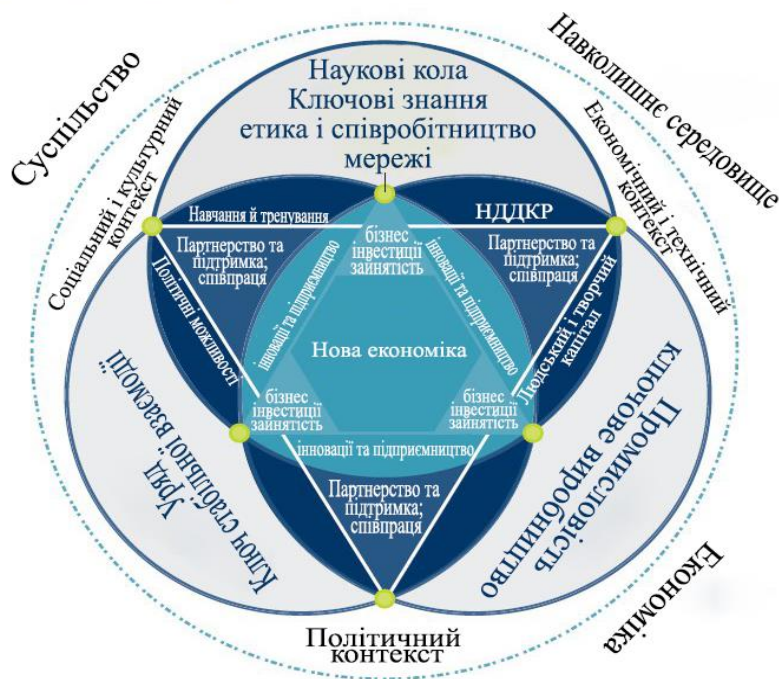 Суспільство
Навколишнє середовище
Соціальний і культурний
контекст
Економічний і технічний
контекст
Наукові кола
Ключові знання
етика і співробітництво
мережі
Навчання й тренування
НДДКР
Партнерство та
підтримка;
співпраця
бізнес
інвестиції
зайнятість
Партнерство та
підтримка;
співпраця
Політичні можливості
інновації та підприємництво
інновації та підприємництво
Людський і творчий
капітал
Нова економіка
бізнес
інвестиції
зайнятість
бізнес
інвестиції
зайнятість
інновації та підприємництво
Уряд
Ключ стабільної взаємодії
Партнерство та
підтримка;
співпраця
Промисловість
ключове виробництво
Політичний
контекст
Економіка